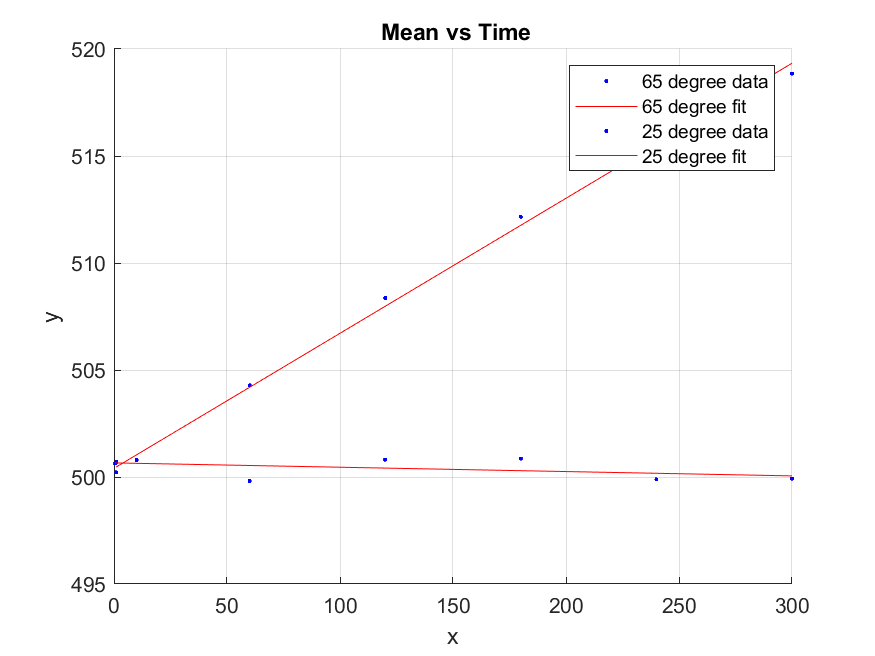 Mean vs Time
520
515
510
505
500
495
y
65 degree data
65 degree fit
25 degree data
25 degree fit
0 50 100 150 200 250 300
x